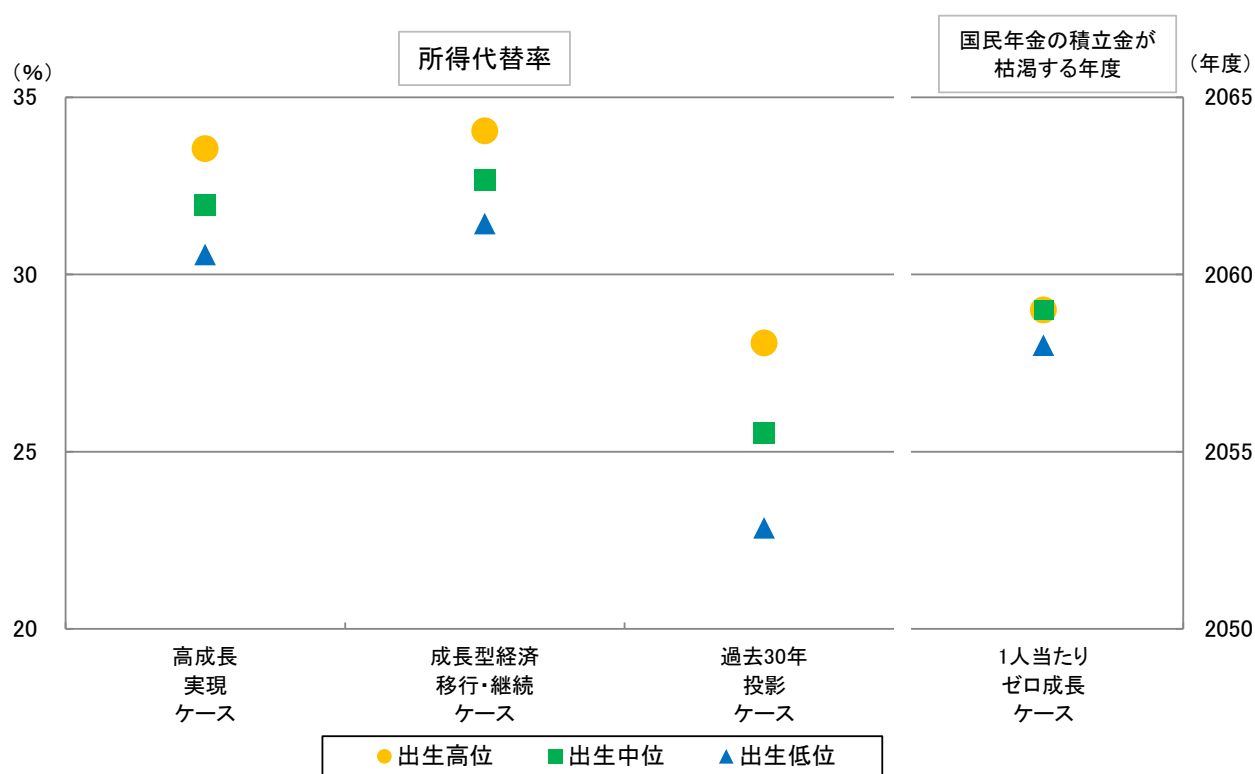 所得代替率
国民年金の積立金が
枯渇する年度
（％）
（年度）
35
30
25
20
2065
2060
2055
2050
高成長
実現
ケース
成長型経済
移行・継続
ケース
過去30年
投影
ケース
1人当たり
ゼロ成長
ケース
出生高位
出生中位
出生低位